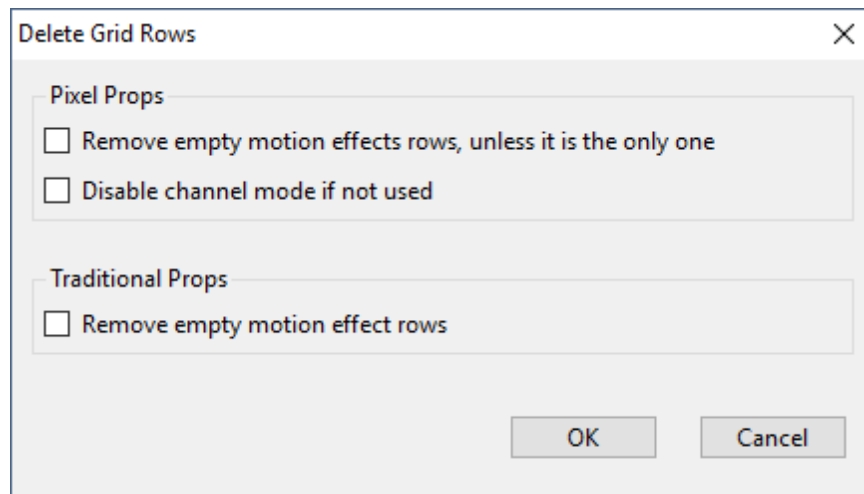 Delete Grid Rows
Pixel Props
Remove empty motion effects rows, unless it is the only one
Disable channel mode if not used
Traditional Props
Remove empty motion effect rows
OK Cancel